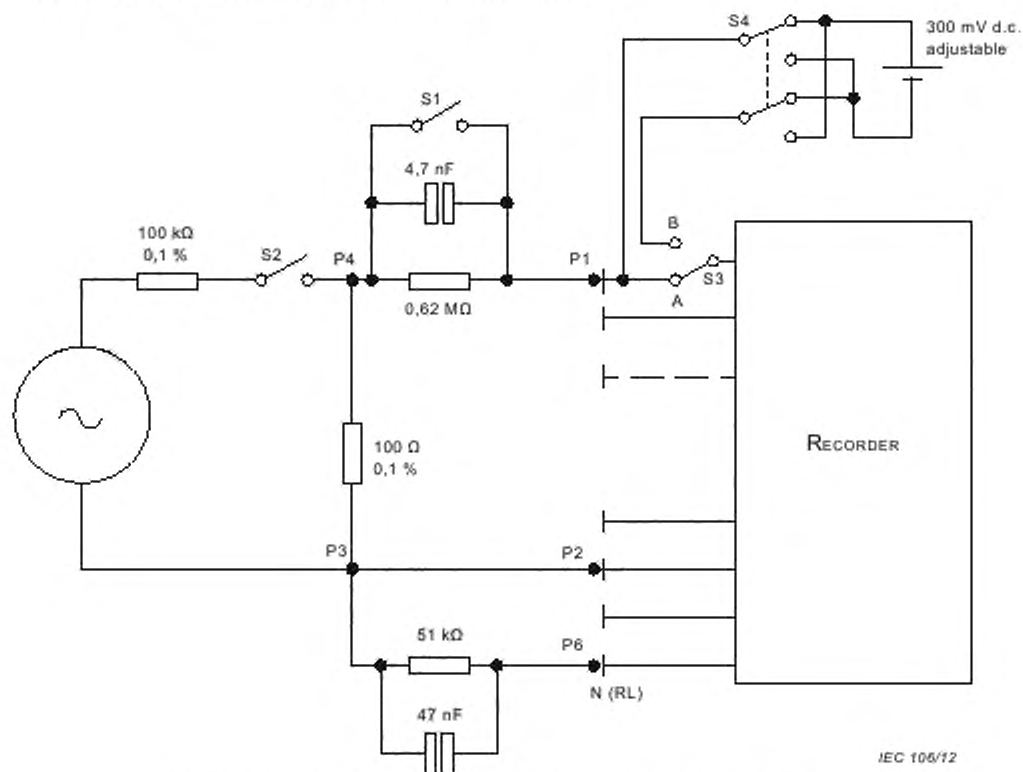 S4
300 mV d.c.
adjustable
S1
4,7 nF
B
100 kΩ
0,1 %
S2
P4
P1
S3
A
0,62 MΩ
100 Ω
0,1 %
RECORDER
P3
P2
51 kΩ
P6
N (RL)
47 nF
IEC 106/12